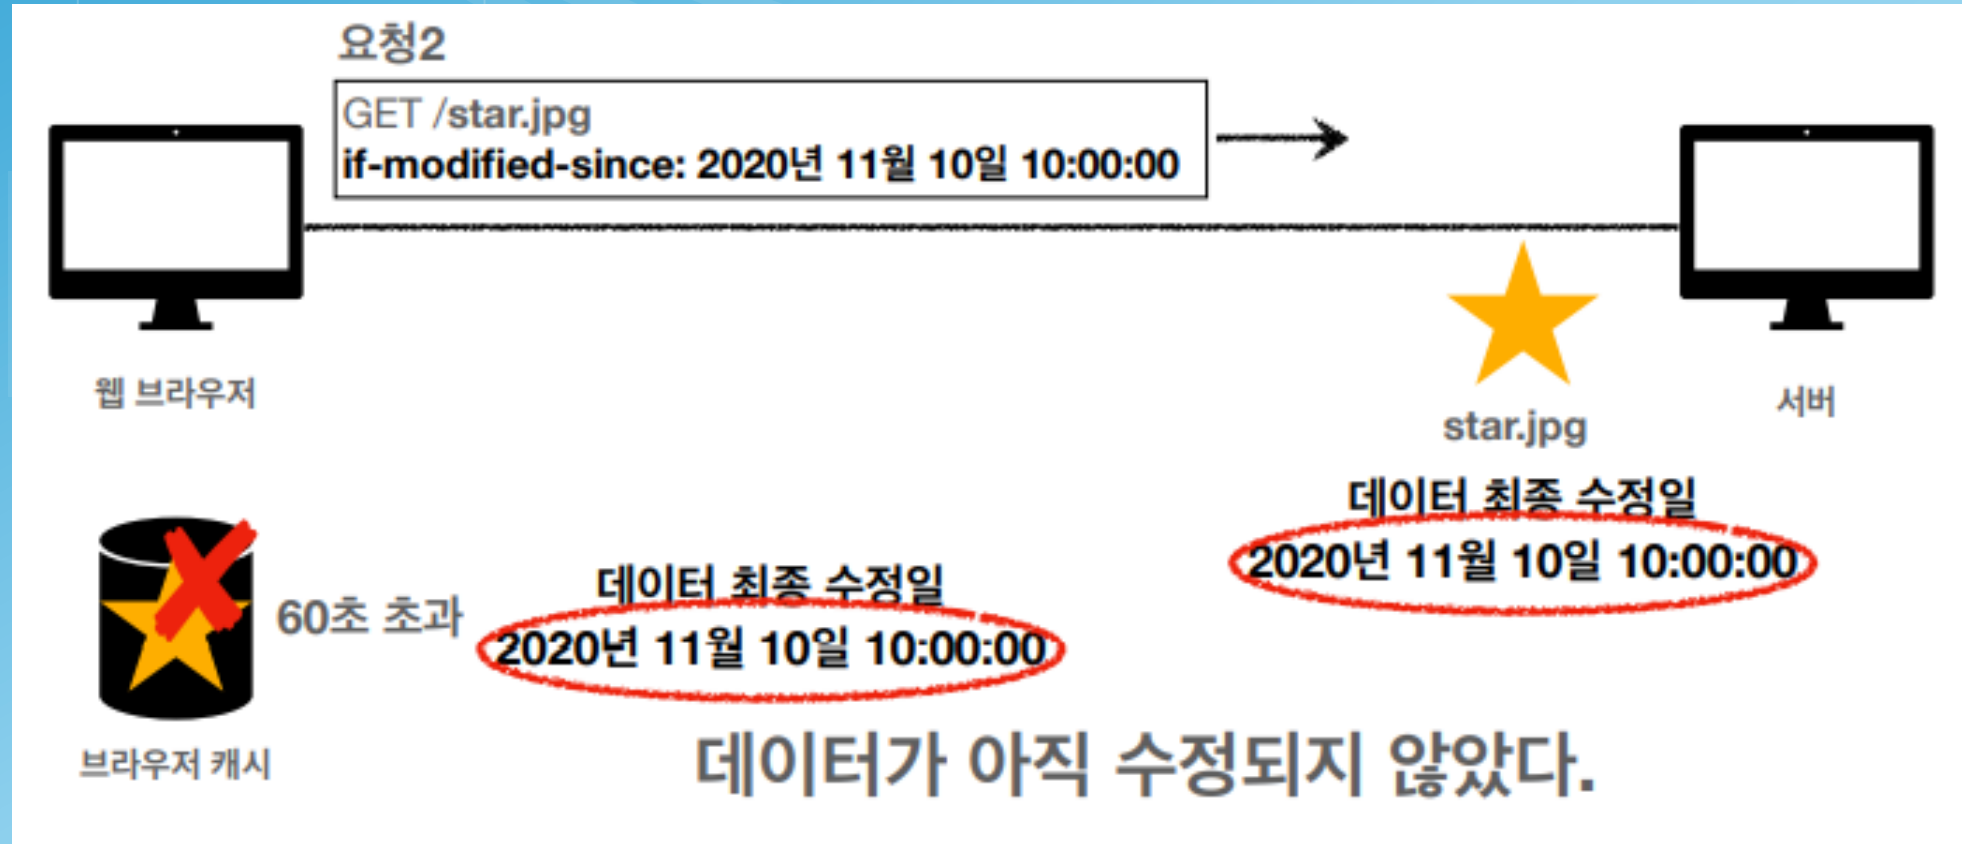 요청2
GET /star.jpg
if-modified-since: 2020년 11월 10일 10:00:00
웹 브라우저
서버
star.jpg
데이터 최종 수정일
2020년 11월 10일 10:00:00
60초 초과
데이터 최종 수정일
2020년 11월 10일 10:00:00
브라우저 캐시
데이터가 아직 수정되지 않았다.